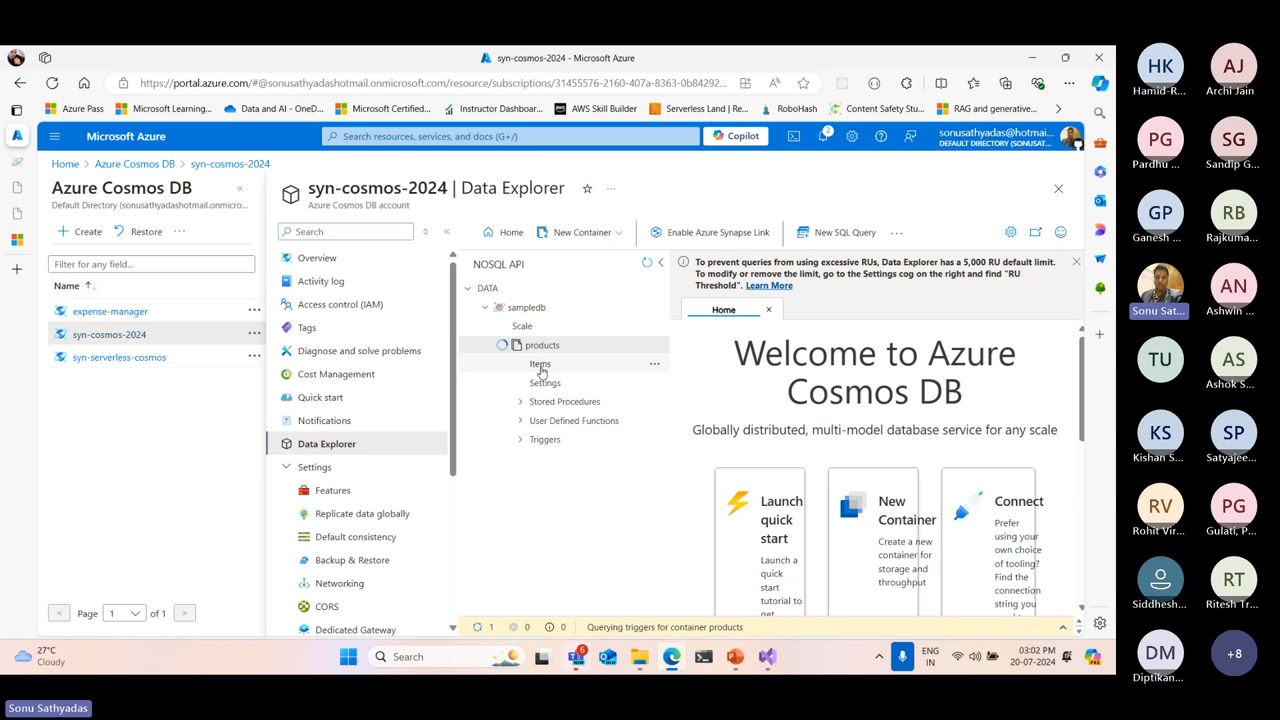 syn-cosmos-2024 - Microsoft Azure
https://portal.azure.com/#@sonusathyadashotmail.onmicrosoft.com/resource/subscriptions/31455576-2160-407a-8363-0b84292...
Azure Pass
Microsoft Learning...
Data and AI - OneD...
Microsoft Certified...
Instructor Dashboar...
AWS Skill Builder
Serverless Land | Re...
RoboHash
Content Safety Stu...
RAG and generative...
Microsoft Azure
Search resources, services, and docs (G+/)
Copilot
2
sonusathyadas@hotmai...
DEFAULT DIRECTORY (SONUSAT...
Home > Azure Cosmos DB > syn-cosmos-2024
Azure Cosmos DB
Default Directory (sonusathyadashotmail.onmicro...
Create
Restore
Filter for any field...
Name
expense-manager
syn-cosmos-2024
syn-serverless-cosmos
Page
1
of 1
syn-cosmos-2024 | Data Explorer
Azure Cosmos DB account
Search
Overview
Activity log
Access control (IAM)
Tags
Diagnose and solve problems
Cost Management
Quick start
Notifications
Data Explorer
Settings
Features
Replicate data globally
Default consistency
Backup & Restore
Networking
CORS
Dedicated Gateway
Home
New Container
Enable Azure Synapse Link
New SQL Query
NOSQL API
DATA
sampledb
Scale
products
Items
Settings
Stored Procedures
User Defined Functions
Triggers
To prevent queries from using excessive RUs, Data Explorer has a 5,000 RU default limit.
To modify or remove the limit, go to the Settings cog on the right and find "RU
Threshold". Learn More
Home
Welcome to Azure
Cosmos DB
Globally distributed, multi-model database service for any scale
Launch
quick
start
Launch a
quick
start
tutorial to
get
New
Container
Create a new
container for
storage and
throughput
Connect
Prefer
using your
own choice
of tooling?
Find the
connection
string you
1
0
0
Querying triggers for container products
27°C
Cloudy
Search
6
ENG
IN
03:02 PM
20-07-2024
HK
Hamid-R...
AJ
Archi Jain
PG
Pardhu ...
SG
Sandip G...
GP
Ganesh ...
RB
Rajkuma...
Sonu Sat...
AN
Ashwin ...
TU
AS
Ashok S...
KS
Kishan S...
SP
Satyajee...
RV
Rohit Vir...
PG
Gulati, P...
Siddhesh...
RT
Ritesh Tr...
DM
Diptikan...
+8
Sonu Sathyadas